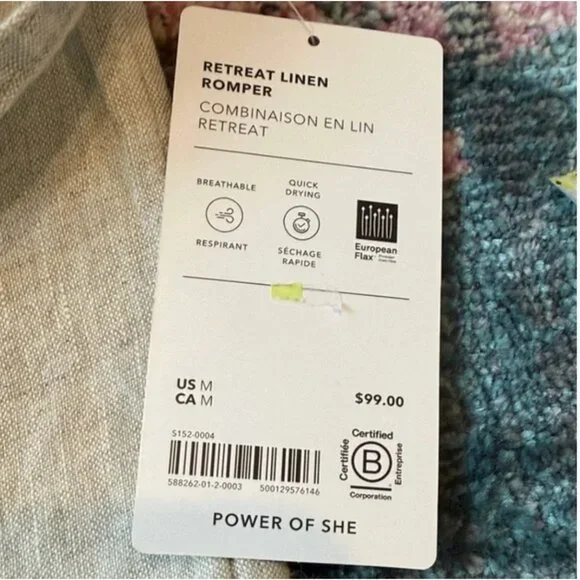 RETREAT LINEN
ROMPER
COMBINAISON EN LIN
RETREAT
BREATHABLE
RESPIRANT
QUICK
DRYING
SÉCHAGE
RAPIDE
European
Flax
US M
CA M
$99.00
S152-0004
588262-01-2-0003 500129576146
Certified
Certifiée
B
Entreprise
Corporation
POWER OF SHE